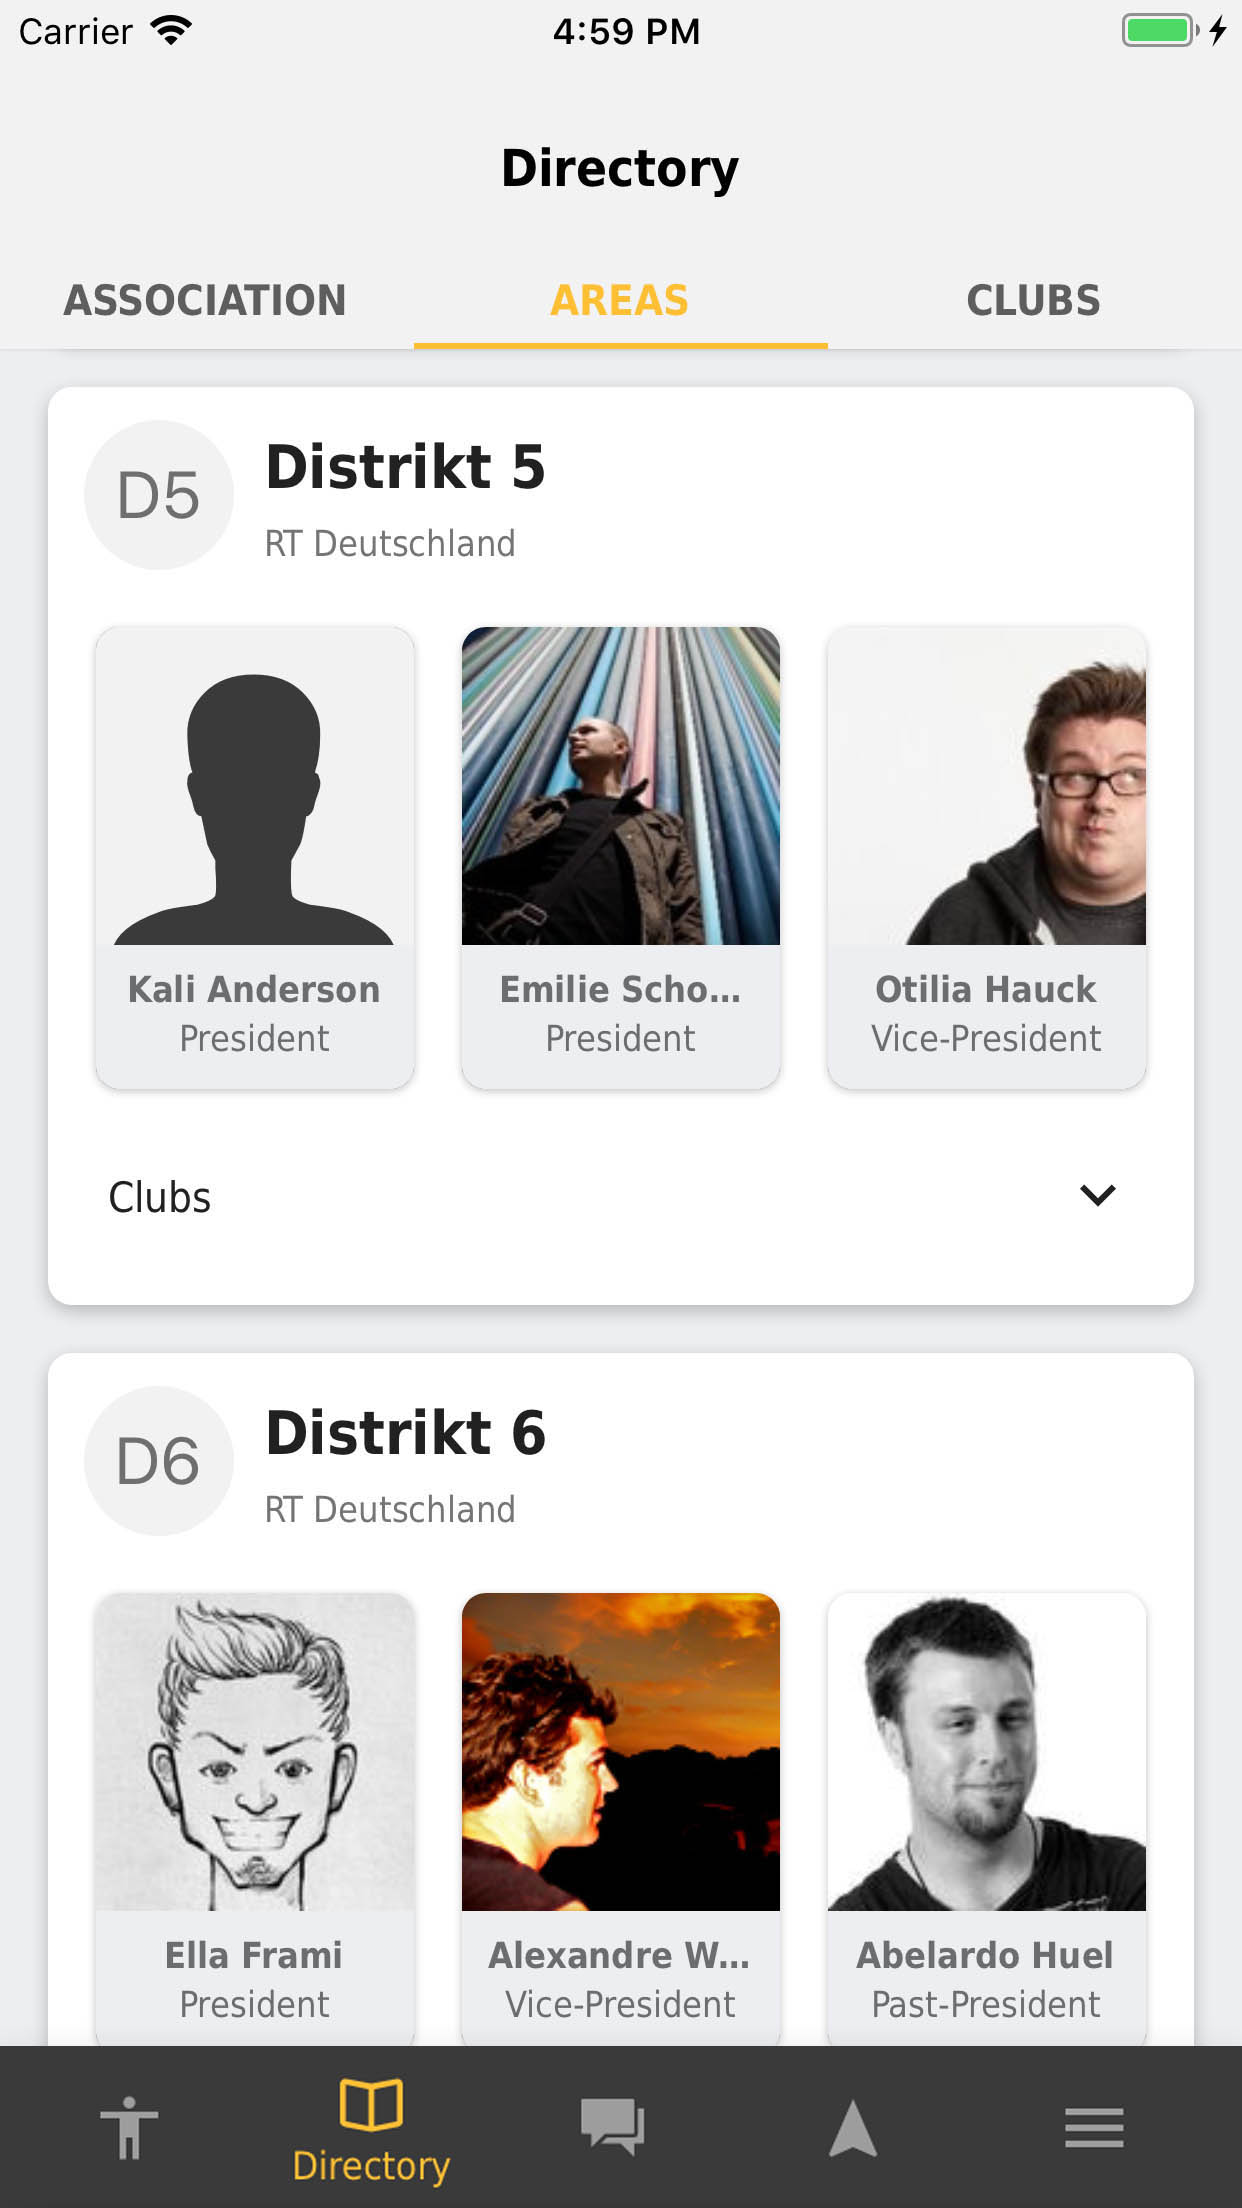 Carrier 4:59 PM
Directory
ASSOCIATION AREAS CLUBS
D5
Distrikt 5
RT Deutschland
Kali Anderson
President
Emilie Scho...
President
Otilia Hauck
Vice-President
Clubs
D6
Distrikt 6
RT Deutschland
Ella Frami
President
Alexandre W...
Vice-President
Abelardo Huel
Past-President
Directory